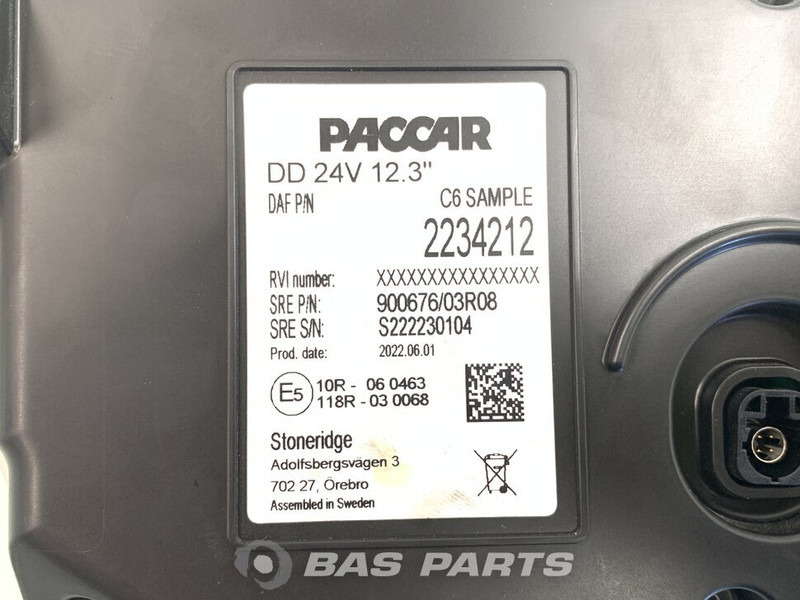 PACCAR
DD 24V 12.3"
DAF P/N C6 SAMPLE
2234212
RVI number: XXXXXXXXXXXXXXXX
SRE P/N: 900676/03R08
SRE S/N: S222230104
Prod. date: 2022.06.01
E5 10R - 06 0463
118R - 03 0068
Stoneridge
Adolfsbergsvägen 3
702 27, Örebro
Assembled in Sweden
BAS PARTS